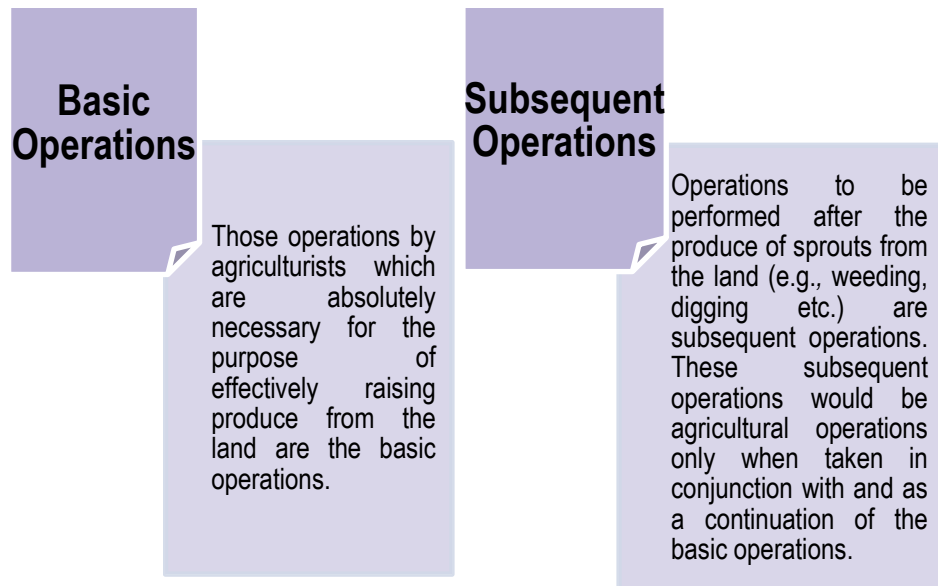 Basic
Operations
Those operations by
agriculturists which
are absolutely
necessary for the
purpose of
effectively raising
produce from the
land are the basic
operations.
Subsequent
Operations
Operations to be
performed after the
produce of sprouts from
the land (e.g., weeding,
digging etc.) are
subsequent operations.
These subsequent
operations would be
agricultural operations
only when taken in
conjunction with and as
a continuation of the
basic operations.